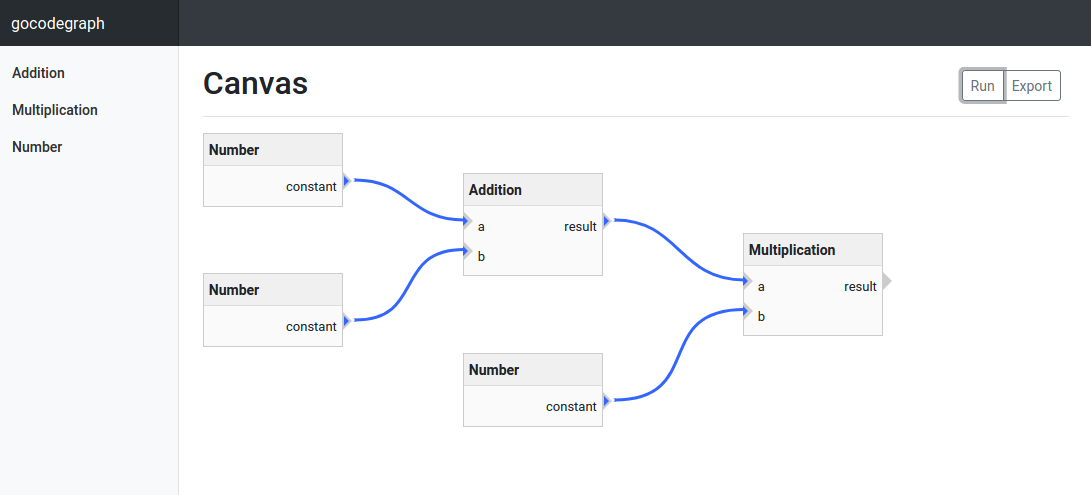 gocodegraph
Addition
Multiplication
Number
Canvas
Run Export
Number
constant
Number
constant
Addition
a result
b
Number
constant
Multiplication
a result
b